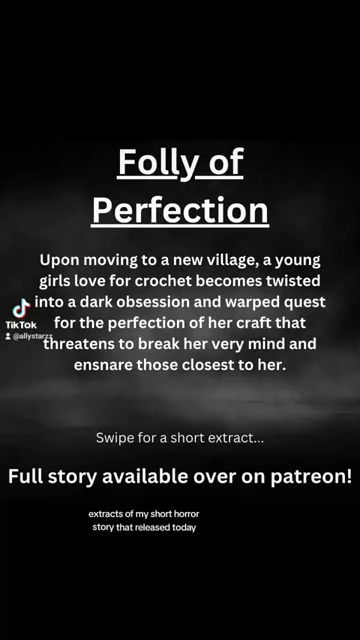 Folly of
Perfection
Upon moving to a new village, a young
girls love for crochet becomes twisted
into a dark obsession and warped quest
for the perfection of her craft that
threatens to break her very mind and
ensnare those closest to her.
TikTok
@allystarzz
Swipe for a short extract...
Full story available over on patreon!
extracts of my short horror
story that released today